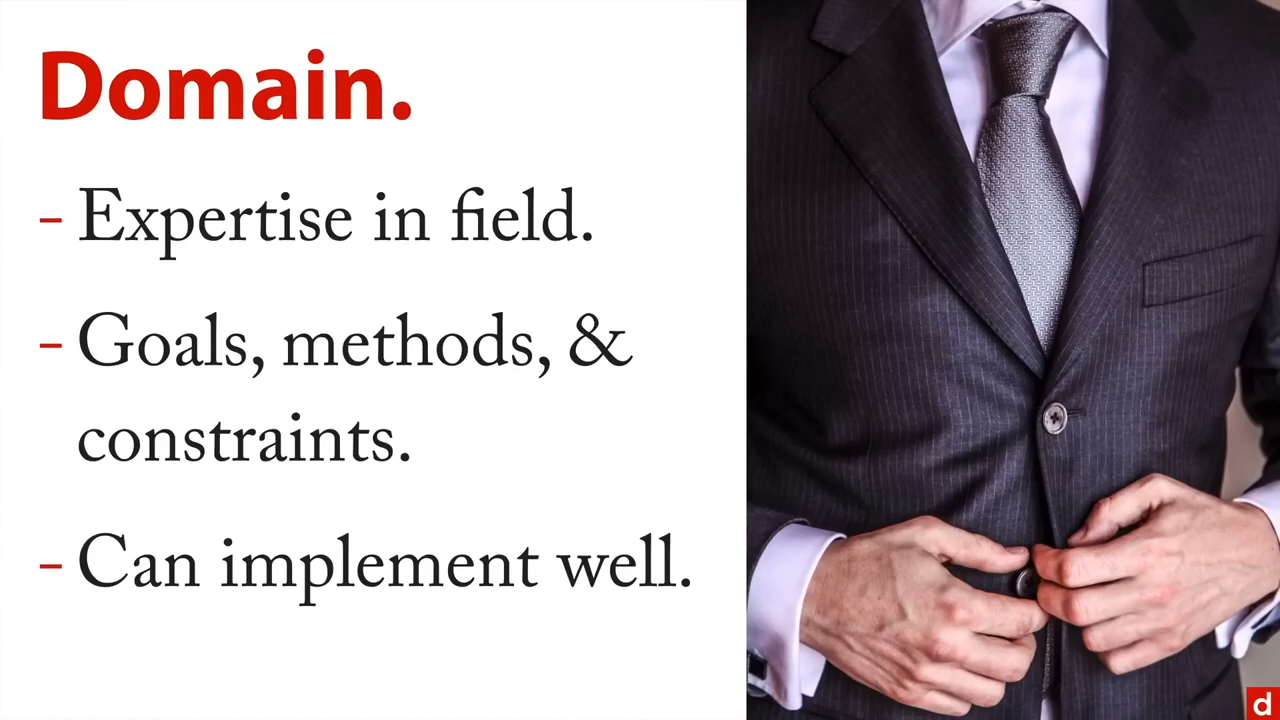 Domain.
- Expertise in field.
- Goals, methods, &
constraints.
- Can implement well.
d